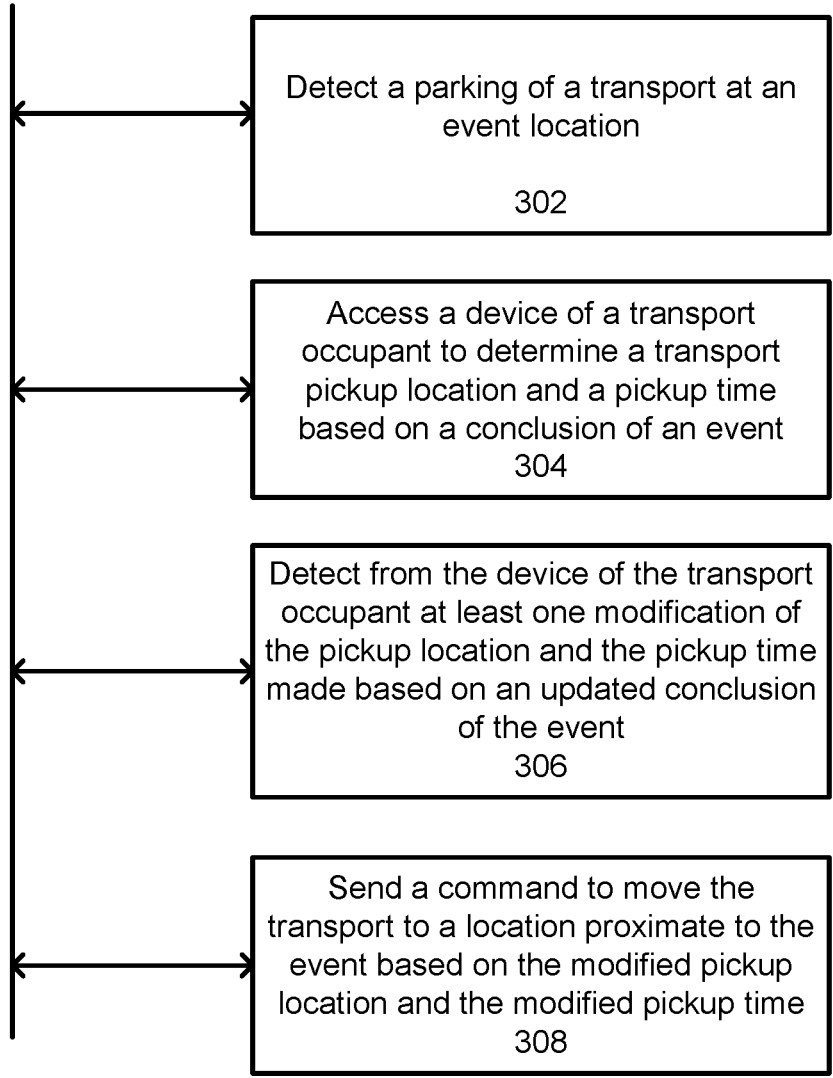 Detect a parking of a transport at an
event location
302
Access a device of a transport
occupant to determine a transport
pickup location and a pickup time
based on a conclusion of an event
304
Detect from the device of the transport
occupant at least one modification of
the pickup location and the pickup time
made based on an updated conclusion
of the event
306
Send a command to move the
transport to a location proximate to the
event based on the modified pickup
location and the modified pickup time
308